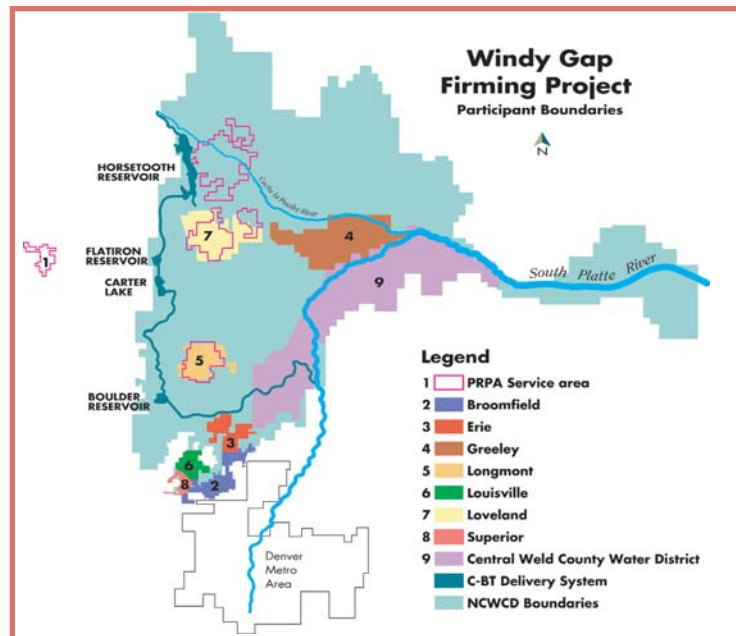 Windy Gap
Firming Project
Participant Boundaries
N
HORSETOOTH
RESERVOIR
Cache la Poudre River
7
4
1
FLATIRON
RESERVOIR
CARTER
LAKE
9
South Platte River
5
BOULDER
RESERVOIR
3
6
8
2
Denver
Metro
Area
Legend
1 PRPA Service area
2 Broomfield
3 Erie
4 Greeley
5 Longmont
6 Louisville
7 Loveland
8 Superior
9 Central Weld County Water District
C-BT Delivery System
NCWCD Boundaries